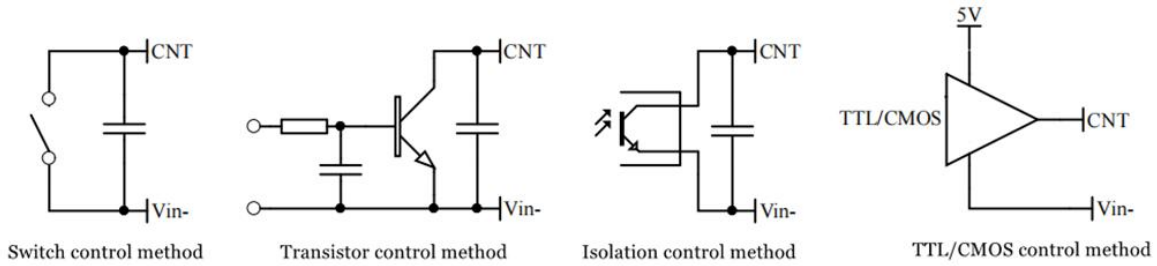 5V
CNT
CNT
CNT
TTL/CMOS
CNT
Vin-
Vin-
Vin-
Vin-
Switch control method
Transistor control method
Isolation control method
TTL/CMOS control method